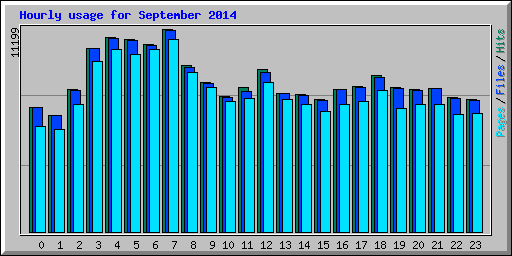 Hourly usage for September 2014
11199
Pages/Files/Hits
0 1 2 3 4 5 6 7 8 9 10 11 12 13 14 15 16 17 18 19 20 21 22 23